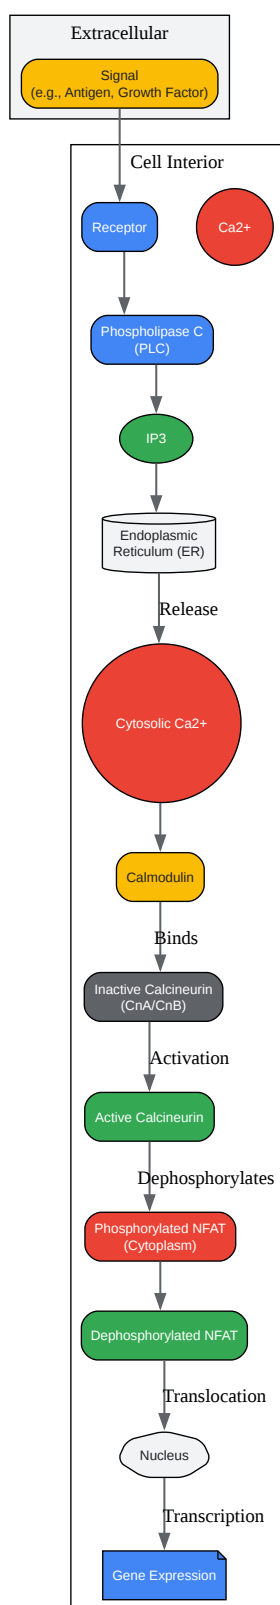 Extracellular
Signal
(e.g., Antigen, Growth Factor)
Cell Interior
Receptor
Ca2+
Phospholipase C
(PLC)
IP3
Endoplasmic
Reticulum (ER)
Release
Cytosolic Ca2+
Calmodulin
Binds
Inactive Calcineurin
(CnA/CnB)
Activation
Active Calcineurin
Dephosphorylates
Phosphorylated NFAT
(Cytoplasm)
Dephosphorylated NFAT
Translocation
Nucleus
Transcription
Gene Expression